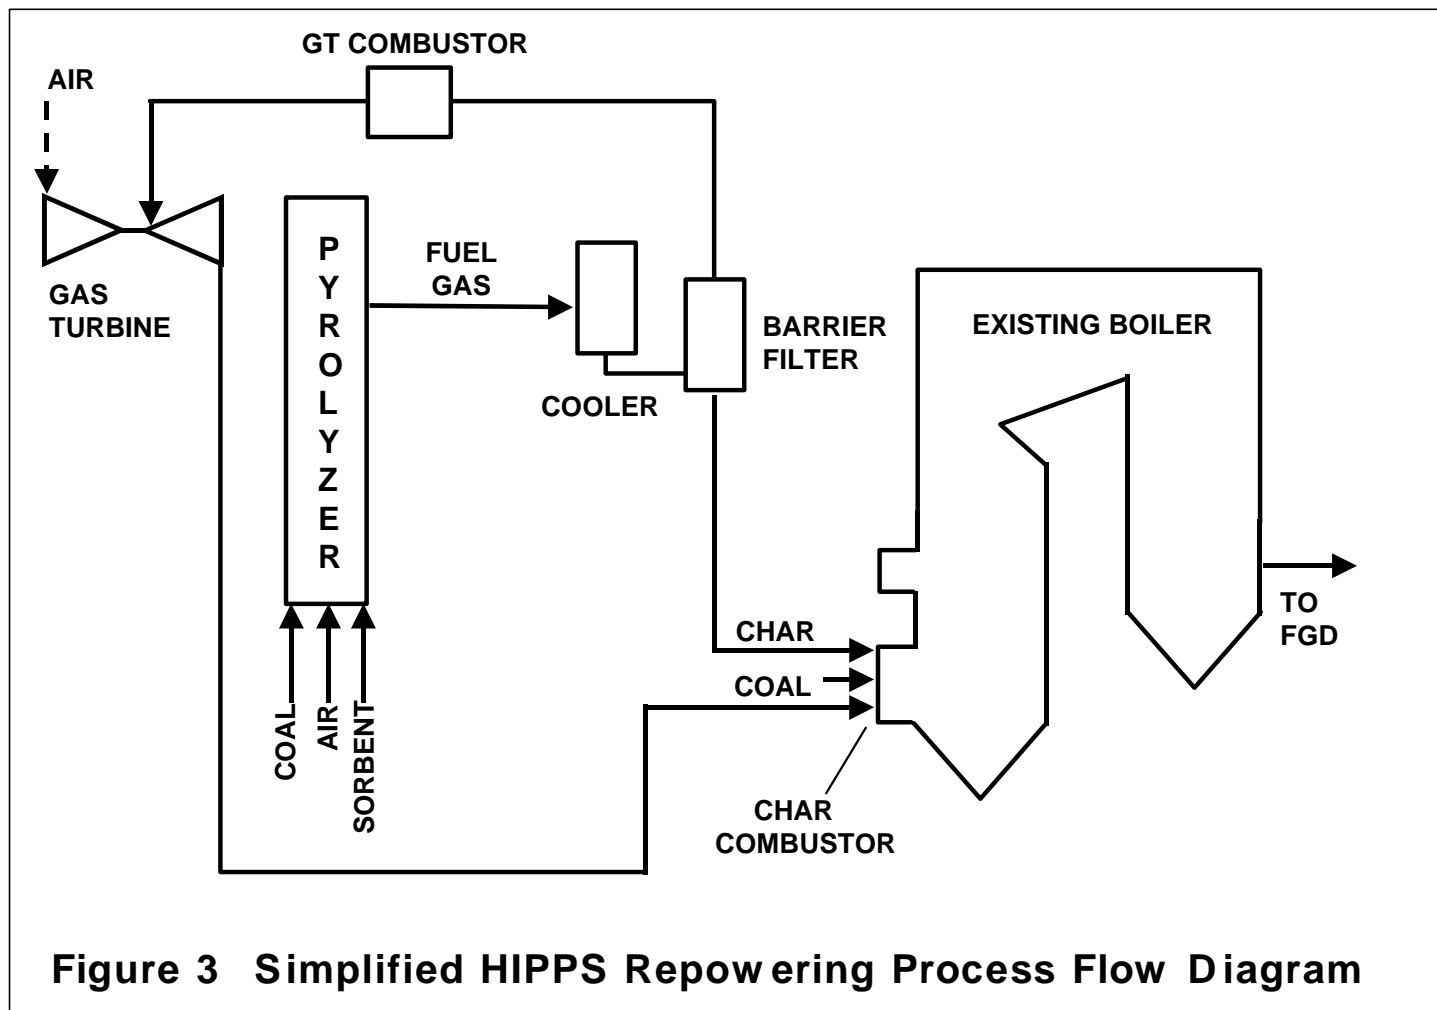 GT COMBUSTOR
AIR
PYROLYZER
FUEL
GAS
GAS
TURBINE
BARRIER
FILTER
EXISTING BOILER
COOLER
TO
FGD
CHAR
COAL
COAL
AIR
SORBENT
CHAR
COMBUSTOR
Figure 3 Simplified HIPPS Repowering Process Flow Diagram